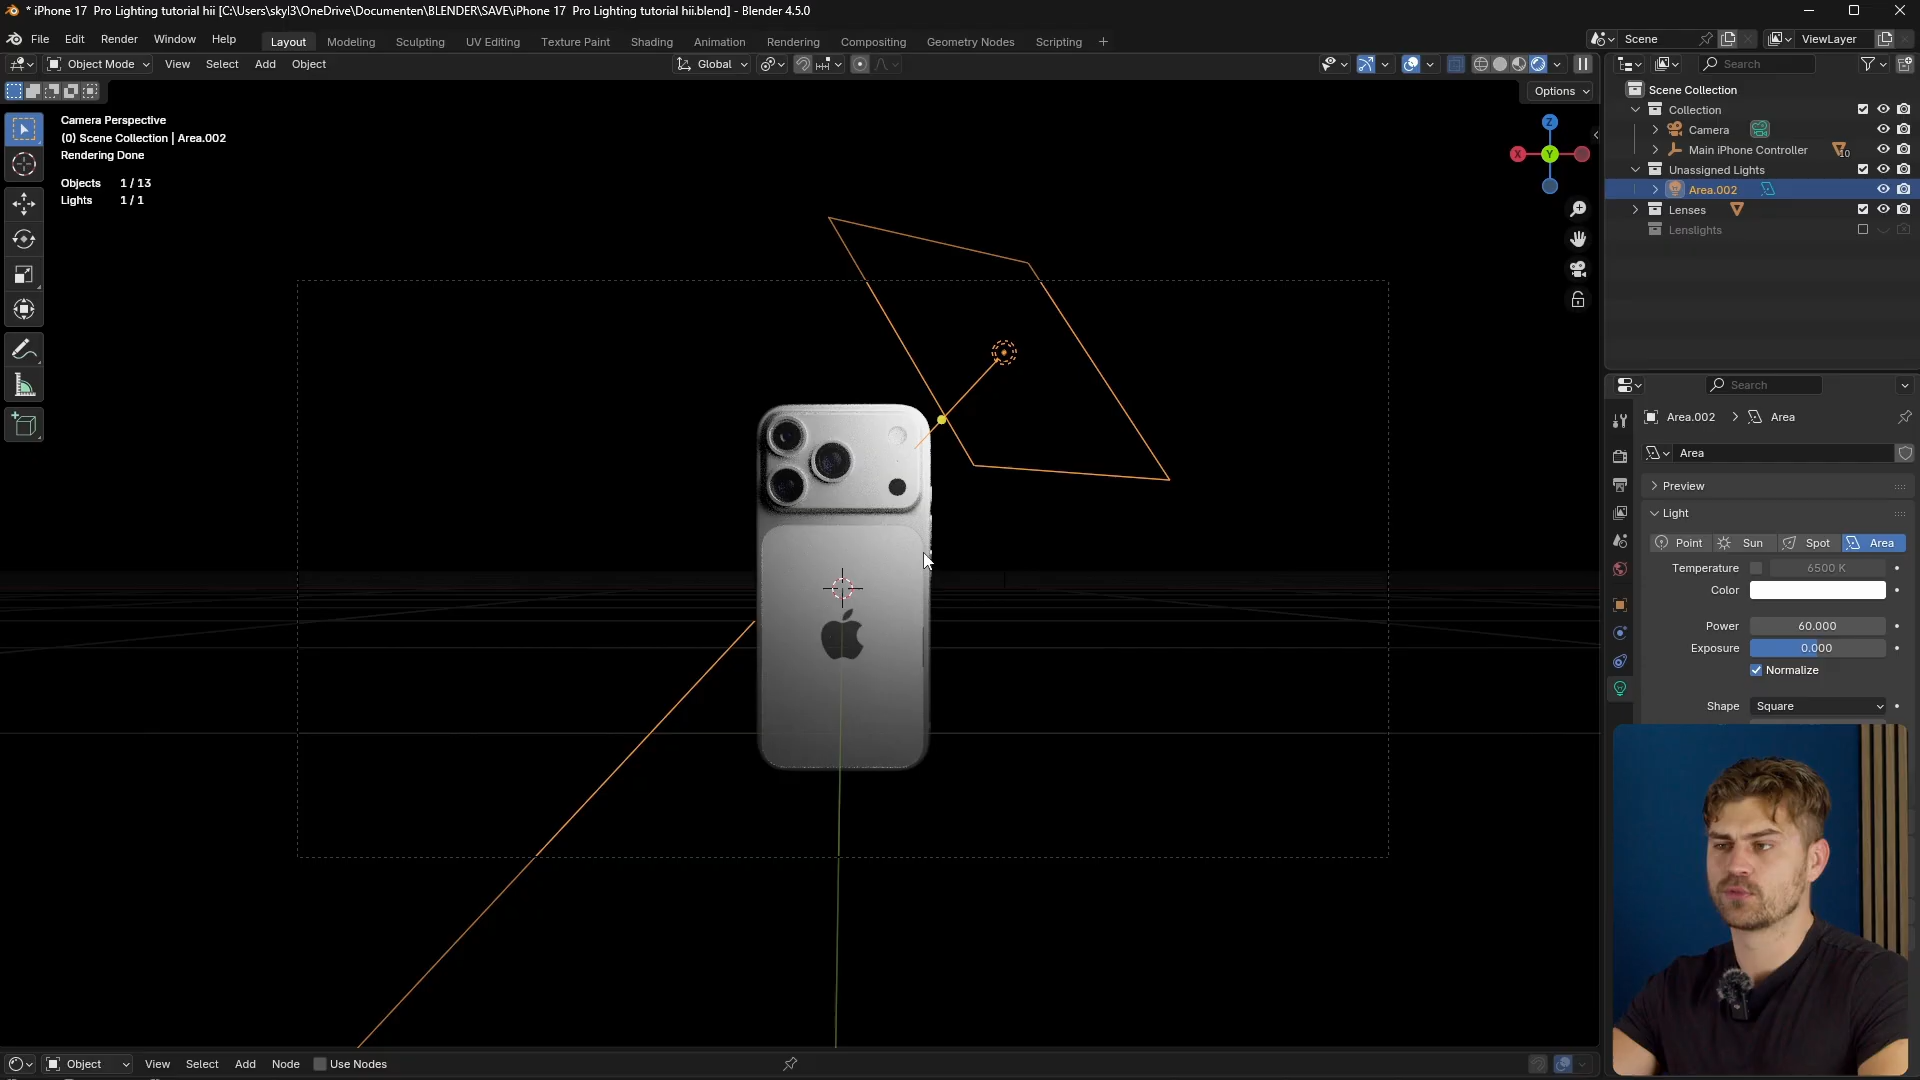 * iPhone 17  Pro Lighting tutorial hii [C:\Users\skyl3\OneDrive\Documenten\BLENDER\SAVE\iPhone 17  Pro Lighting tutorial hii.blend] - Blender 4.5.0
File Edit Render Window Help Layout Modeling Sculpting UV Editing Texture Paint Shading Animation Rendering Compositing Geometry Nodes Scripting + Scene ViewLayer
Object Mode View Select Add Object Global Search
Options
Camera Perspective
(0) Scene Collection | Area.002
Rendering Done
Objects 1 / 13
Lights 1 / 1
Z
X Y
Scene Collection
Collection
Camera
Main iPhone Controller 10
Unassigned Lights
Area.002
Lenses
Lenslights
Search
Area.002 > Area
Area
Preview
Light
Point Sun Spot Area
Temperature 6500 K
Color
Power 60.000
Exposure 0.000
Normalize
Shape Square
Object View Select Add Node Use Nodes